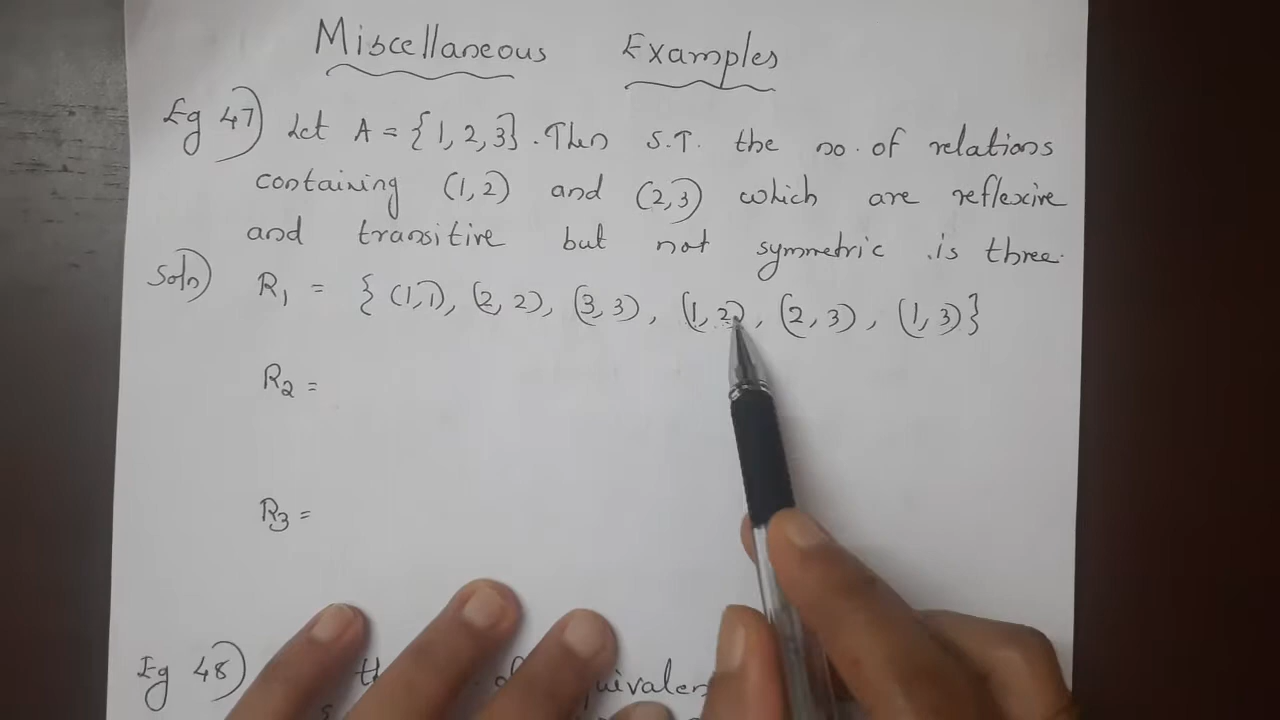 Miscellaneous Examples
Eg 47) Let A = {1, 2, 3}. Then S.T. the no. of relations
containing (1, 2) and (2, 3) which are reflexive
and transitive but not symmetric is three.
Soln) R₁ = { (1,1), (2, 2), (3, 3), (1, 2), (2, 3), (1, 3)}
R₂ =
R₃ =
Eg 48)